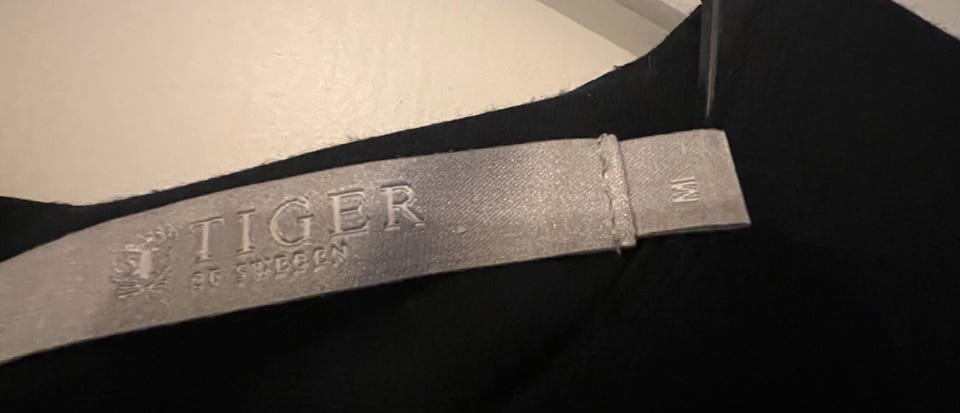 TIGER
OF SWEDEN
M